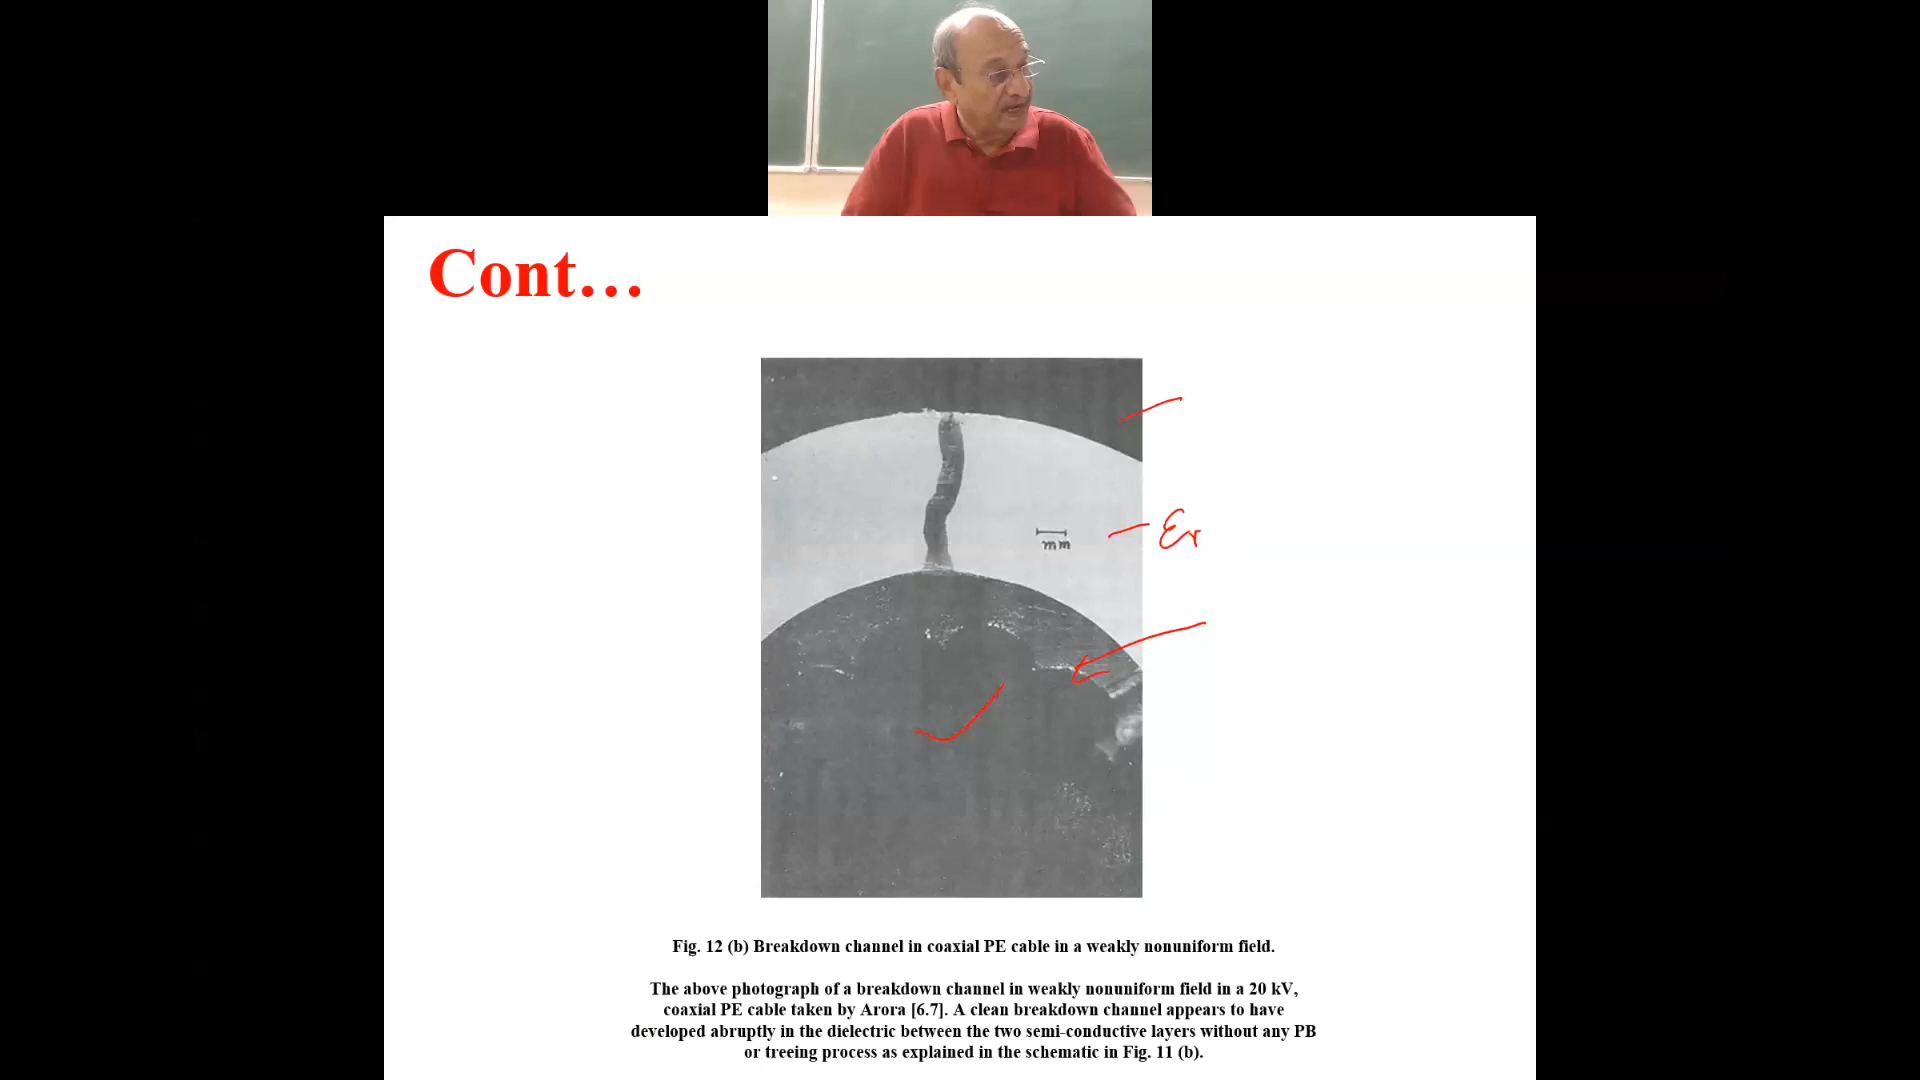 Cont...
mm
Er
Fig. 12 (b) Breakdown channel in coaxial PE cable in a weakly nonuniform field.
The above photograph of a breakdown channel in weakly nonuniform field in a 20 kV,
coaxial PE cable taken by Arora [6.7]. A clean breakdown channel appears to have
developed abruptly in the dielectric between the two semi-conductive layers without any PB
or treeing process as explained in the schematic in Fig. 11 (b).